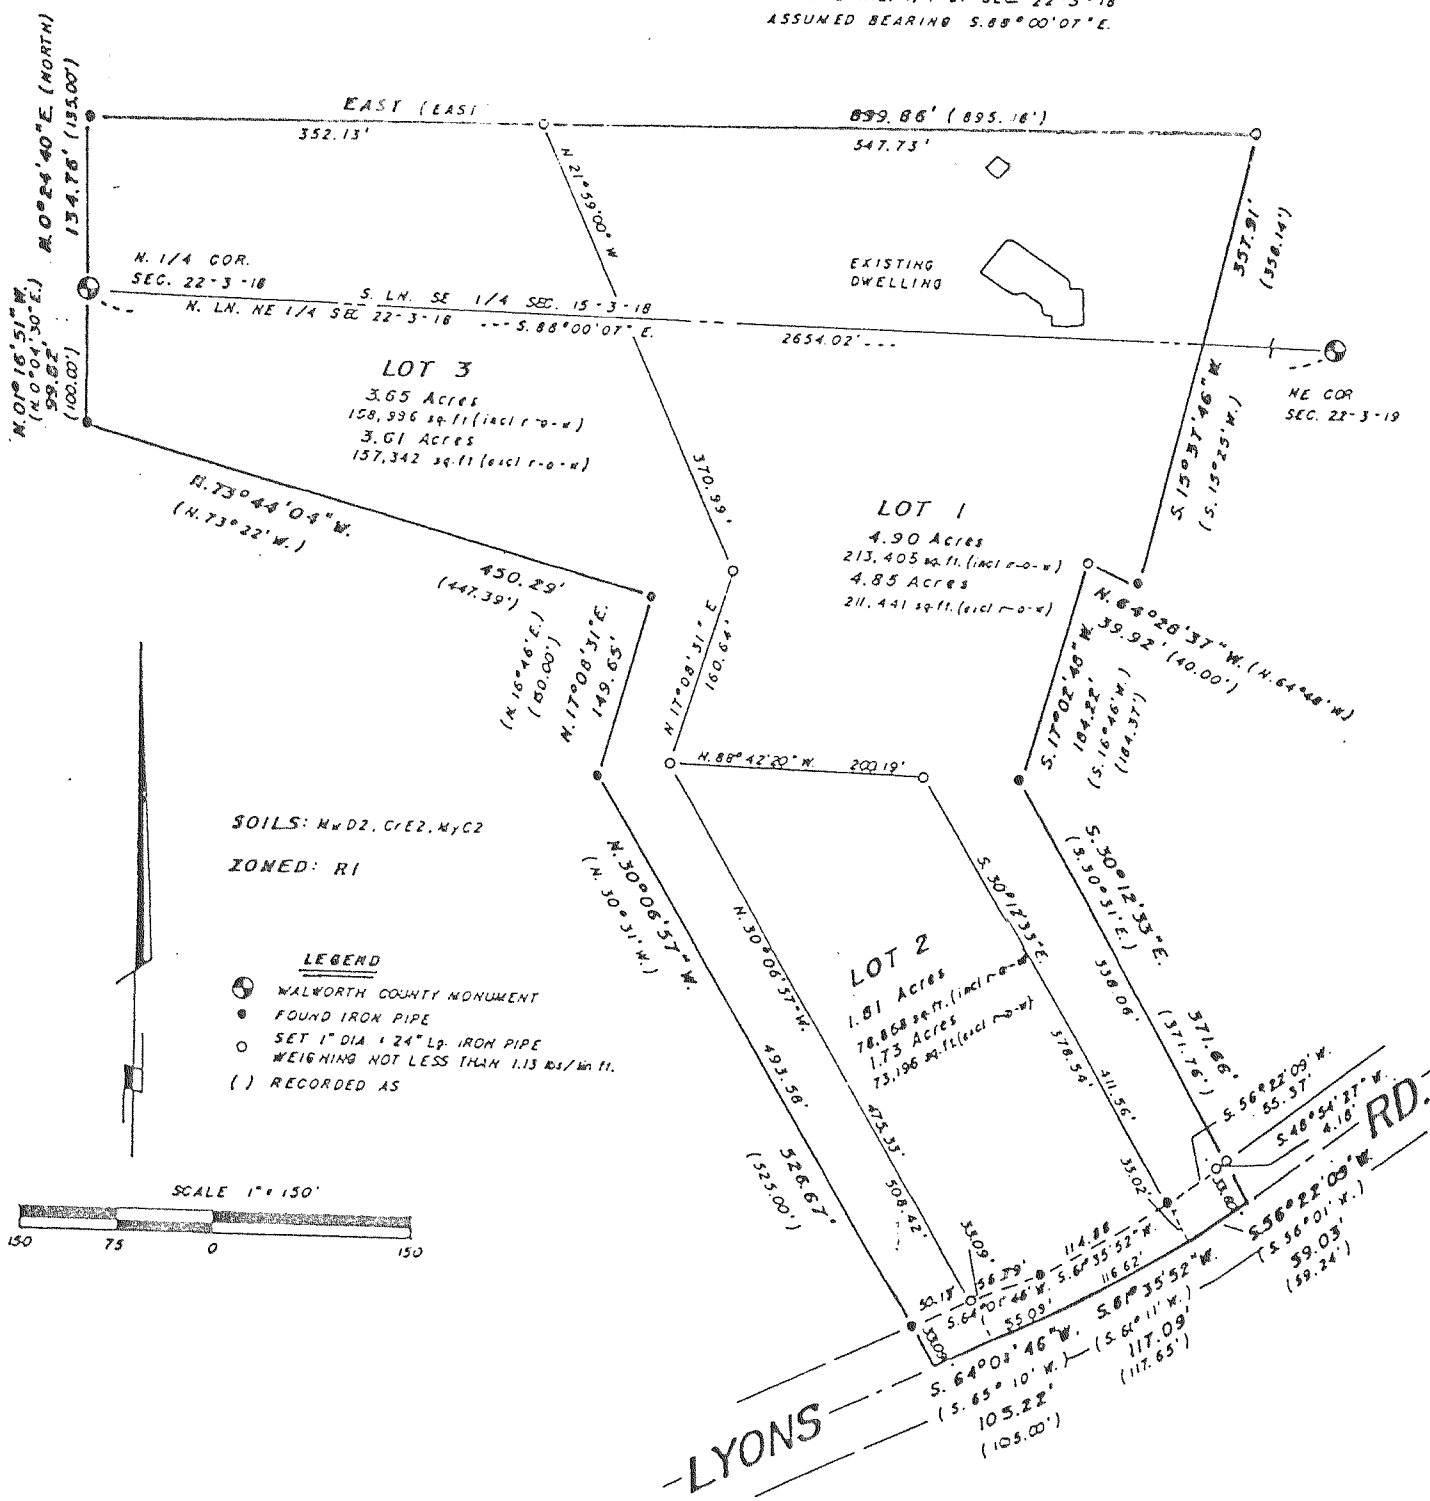 ASSUMED BEARING S.88°00'07"E.
N.0°24'40"E. (NORTH)
134.76' (135.00')
EAST (EAST
352.13'
899.86' (895.16')
547.73'
N 21°59'00" W
370.99'
357.91'
(358.14')
S.15°37'46"W.
(S.15°25'W.)
N. 1/4 COR.
SEC. 22-3-18
S. LN. SE 1/4 SEC. 15-3-18
N. LN. NE 1/4 SEC 22-3-18 --- S.88°00'07"E.
2654.02' ---
EXISTING
DWELLING
NE COR
SEC. 22-3-19
N.01°16'51"W.
(N.0°04'30"E.)
99.82'
(100.00')
LOT 3
3.65 Acres
158,996 sq.ft (incl r-o-w)
3.61 Acres
157,342 sq.ft (excl r-o-w)
N.73°44'04"W.
(N.73°22'W.)
450.29'
(447.39')
LOT 1
4.90 Acres
213,405 sq.ft. (incl r-o-w)
4.85 Acres
211,441 sq.ft. (excl r-o-w)
N.64°28'37"W. (N.64°48'W)
39.92' (40.00')
(N.16°46'E.)
(150.00')
N.17°08'31"E.
149.65'
N 17°08'31" E
160.64'
S.17°02'48"W.
184.22'
(S.16°46'W.)
(184.37')
N.88°42'20"W. 200.19'
SOILS: MwD2, CrE2, MyC2
ZONED: R1
N.30°06'57"W.
(N. 30°31'W.)
493.58'
526.67'
(525.00')
N.30°06'57"W.
475.33'
508.42'
LOT 2
1.81 Acres
78,868 sq.ft. (incl r-o-w)
1.73 Acres
73,196 sq.ft (excl r-o-w)
S.30°12'33"E.
378.54'
411.56'
35.02'
S.30°12'33"E.
(S.30°31'E.)
338.06'
371.66'
(371.76')
LEGEND
WALWORTH COUNTY MONUMENT
FOUND IRON PIPE
SET 1" DIA x 24" Lg. IRON PIPE
WEIGHING NOT LESS THAN 1.13 lbs/lin ft.
( ) RECORDED AS
SCALE 1" = 150'
150 75 0 150
S.56°22'09"W.
55.37'
S.48°54'27"W.
4.18'
33.60'
RD.
33.09'
50.13'
56.29'
S.64°01'46"W.
55.09'
114.88
S.61°35'52"W.
116.62'
33.09'
S.56°22'09"W
(S.56°01'W.)
59.03'
(59.24')
S.61°35'52"W.
(S.61°11'W.)
117.09'
(117.65')
S. 64°01'46"W.
(S. 65°10'W.)
105.22'
(105.00')
LYONS